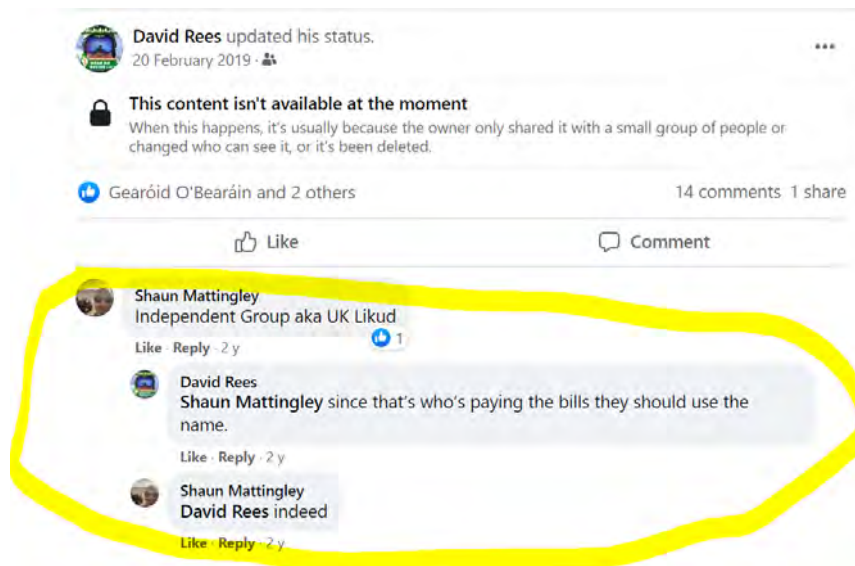 David Rees updated his status.
20 February 2019 ·
This content isn't available at the moment
When this happens, it's usually because the owner only shared it with a small group of people or
changed who can see it, or it's been deleted.
Gearóid O'Bearáin and 2 others 14 comments 1 share
Like Comment
Shaun Mattingley
Independent Group aka UK Likud
1
Like · Reply · 2 y
David Rees
Shaun Mattingley since that's who's paying the bills they should use the
name.
Like · Reply · 2 y
Shaun Mattingley
David Rees indeed
Like · Reply · 2 y